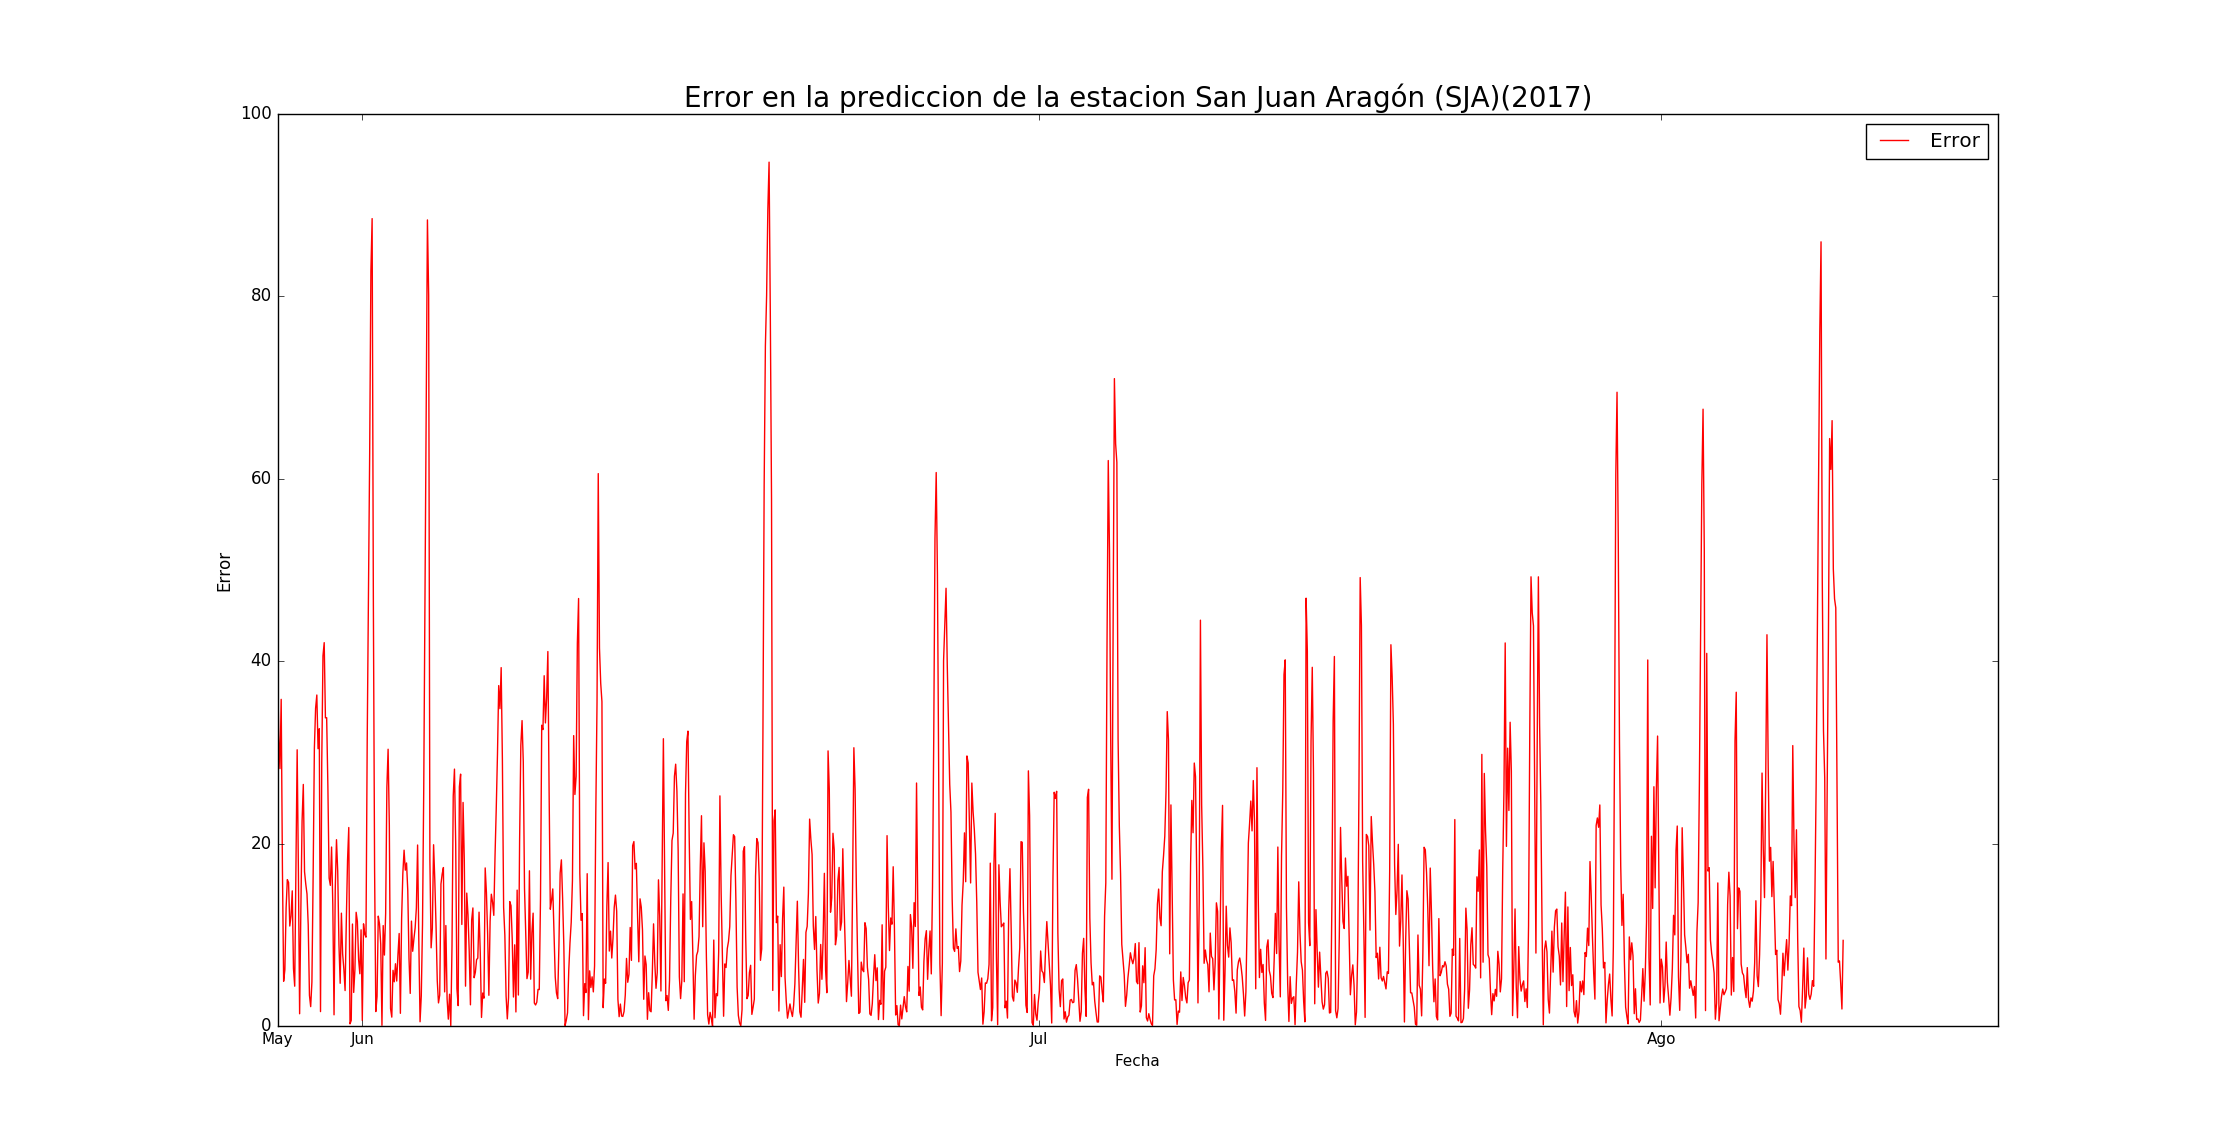 Error en la prediccion de la estacion San Juan Aragón (SJA)(2017)
100
Error
80
60
Error
40
20
0
May Jun Jul Ago
Fecha